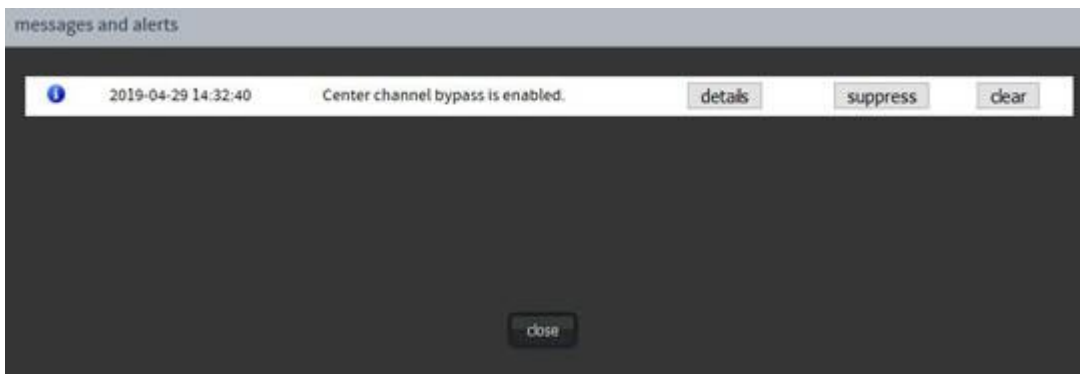 messages and alerts
2019-04-29 14:32:40 Center channel bypass is enabled. details suppress clear
close